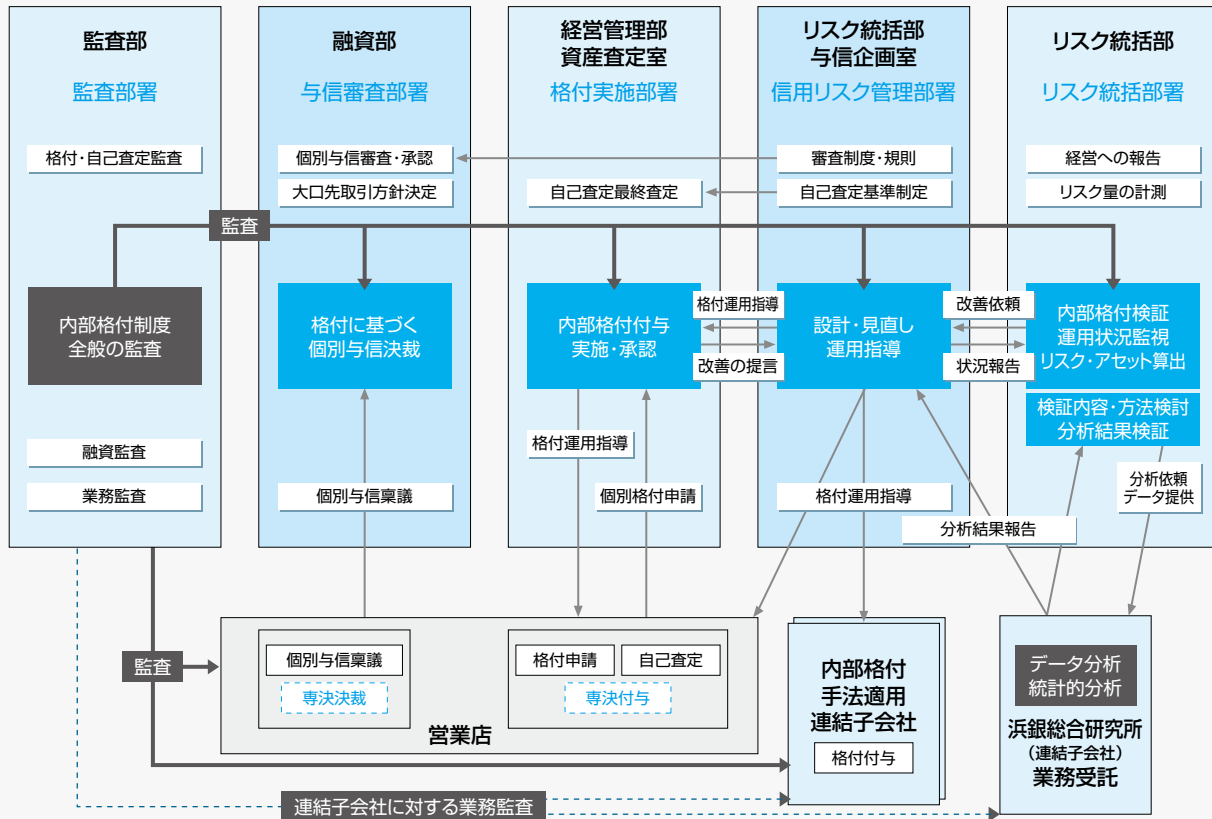 監査部
監査部署
格付・自己査定監査
内部格付制度
全般の監査
融資監査
業務監査
融資部
与信審査部署
個別与信審査・承認
大口先取引方針決定
格付に基づく
個別与信決裁
個別与信稟議
経営管理部
資産査定室
格付実施部署
自己査定最終査定
内部格付付与
実施・承認
格付運用指導
個別格付申請
リスク統括部
与信企画室
信用リスク管理部署
審査制度・規則
自己査定基準制定
格付運用指導
改善の提言
設計・見直し
運用指導
格付運用指導
リスク統括部
リスク統括部署
経営への報告
リスク量の計測
改善依頼
状況報告
内部格付検証
運用状況監視
リスク・アセット算出
検証内容・方法検討
分析結果検証
分析依頼
データ提供
分析結果報告
監査
監査
個別与信稟議
専決決裁
格付申請
自己査定
専決付与
営業店
内部格付
手法適用
連結子会社
格付付与
データ分析
統計的分析
浜銀総合研究所
（連結子会社）
業務受託
連結子会社に対する業務監査